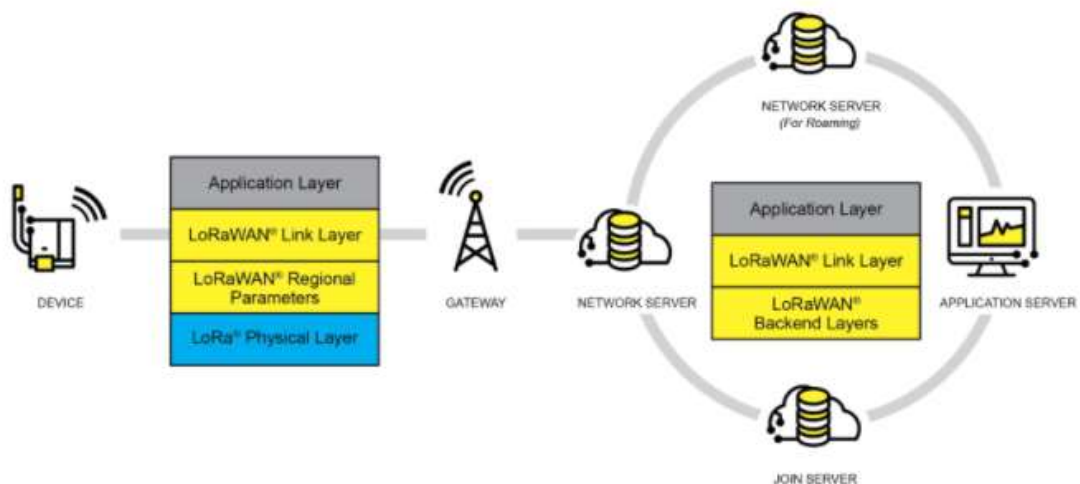 DEVICE
Application Layer
LoRaWAN® Link Layer
LoRaWAN® Regional
Parameters
LoRa® Physical Layer
GATEWAY
NETWORK SERVER
NETWORK SERVER
(For Roaming)
Application Layer
LoRaWAN® Link Layer
LoRaWAN®
Backend Layers
APPLICATION SERVER
JOIN SERVER